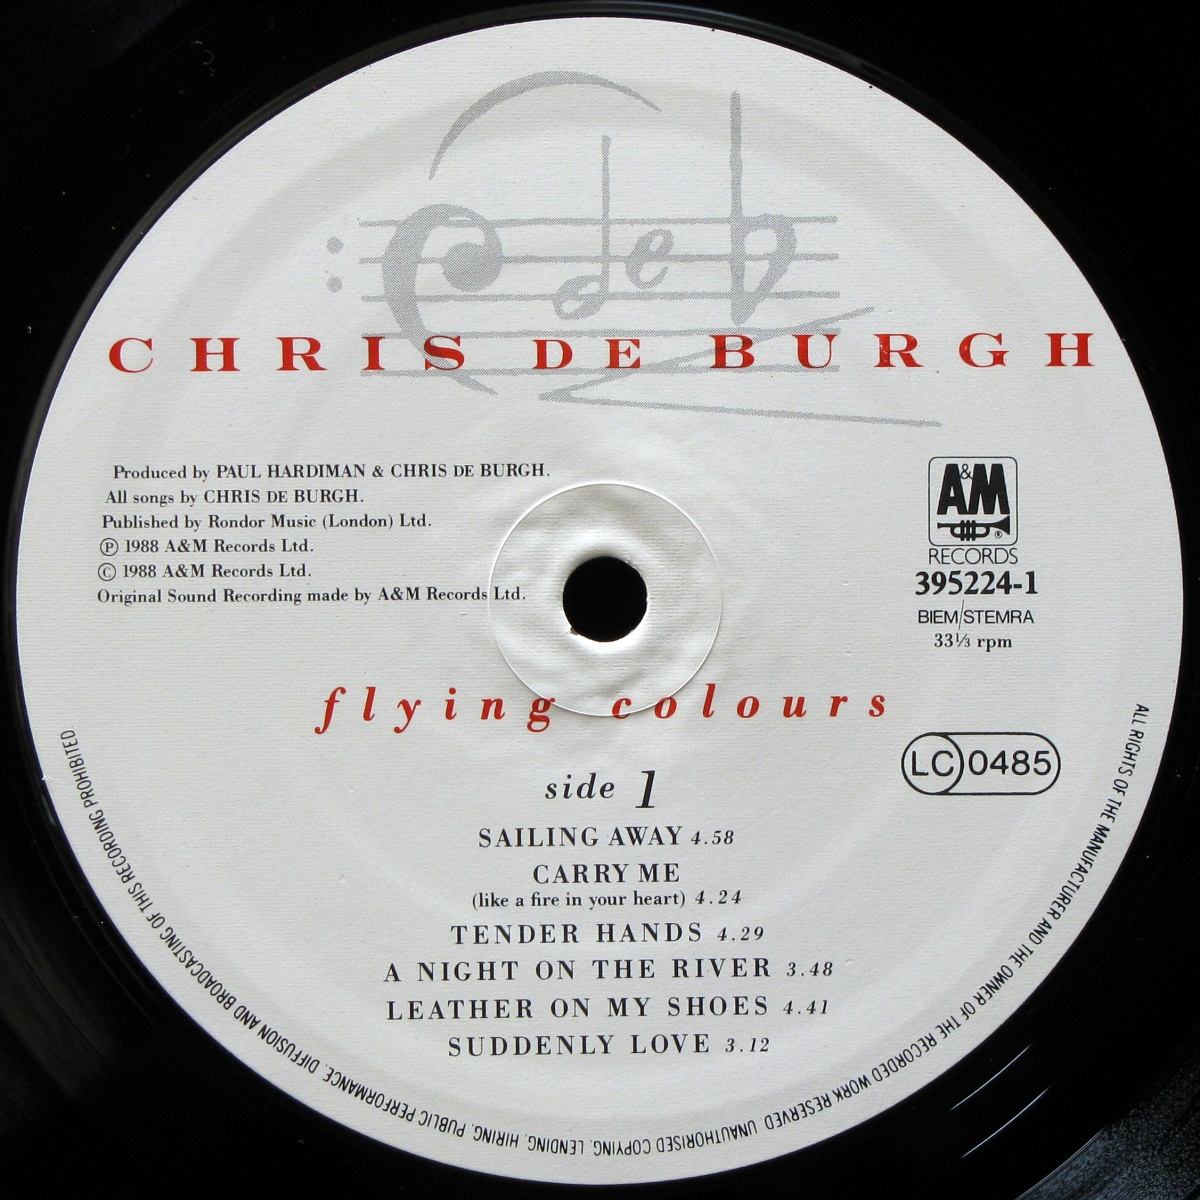 C de b
CHRIS DE BURGH
Produced by PAUL HARDIMAN & CHRIS DE BURGH.
All songs by CHRIS DE BURGH.
Published by Rondor Music (London) Ltd.
Ⓟ 1988 A&M Records Ltd.
© 1988 A&M Records Ltd.
Original Sound Recording made by A&M Records Ltd.
A&M
®
RECORDS
395224-1
BIEM/STEMRA
33⅓ rpm
flying colours
LC 0485
side 1
SAILING AWAY 4.58
CARRY ME
(like a fire in your heart) 4.24
TENDER HANDS 4.29
A NIGHT ON THE RIVER 3.48
LEATHER ON MY SHOES 4.41
SUDDENLY LOVE 3.12
ALL RIGHTS OF THE MANUFACTURER AND THE OWNER OF THE RECORDED WORK RESERVED. UNAUTHORISED COPYING, LENDING, HIRING, PUBLIC PERFORMANCE, DIFFUSION AND BROADCASTING OF THIS RECORDING PROHIBITED